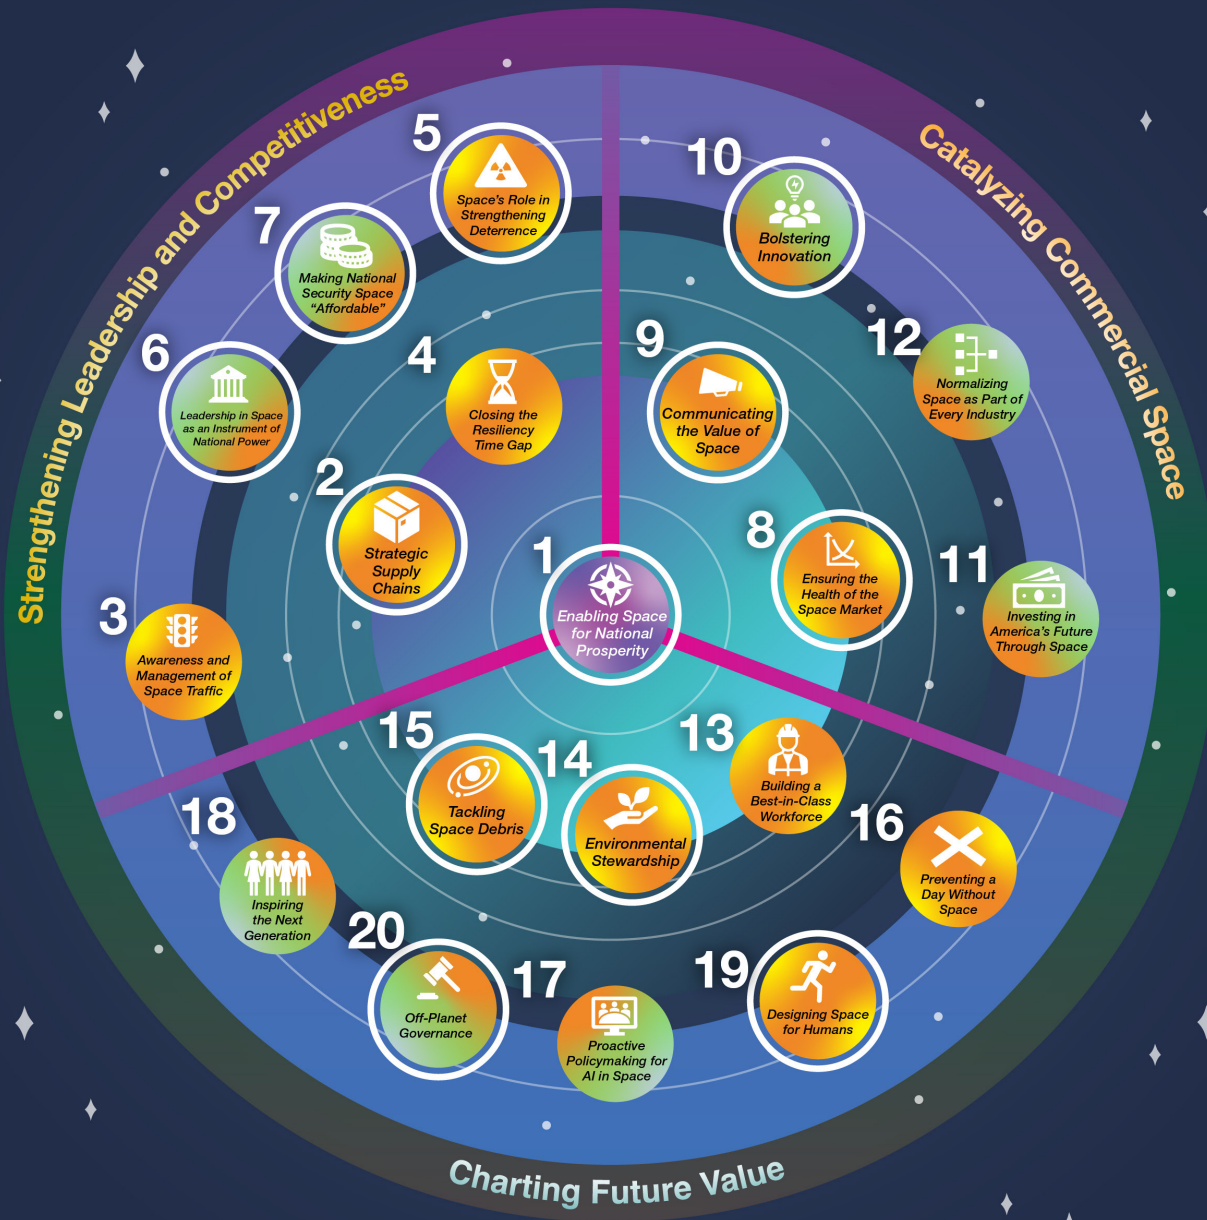 Strengthening Leadership and Competitiveness
Catalyzing Commercial Space
Charting Future Value
1
Enabling Space
for National
Prosperity
2
Strategic
Supply
Chains
3
Awareness and
Management of
Space Traffic
4
Closing the
Resiliency
Time Gap
5
Space's Role in
Strengthening
Deterrence
6
Leadership in Space
as an Instrument of
National Power
7
Making National
Security Space
"Affordable"
8
Ensuring the
Health of the
Space Market
9
Communicating
the Value of
Space
10
Bolstering
Innovation
11
Investing in
America's Future
Through Space
12
Normalizing
Space as Part of
Every Industry
13
Building a
Best-in-Class
Workforce
14
Environmental
Stewardship
15
Tackling
Space Debris
16
Preventing a
Day Without
Space
17
Proactive
Policymaking for
AI in Space
18
Inspiring
the Next
Generation
19
Designing Space
for Humans
20
Off-Planet
Governance